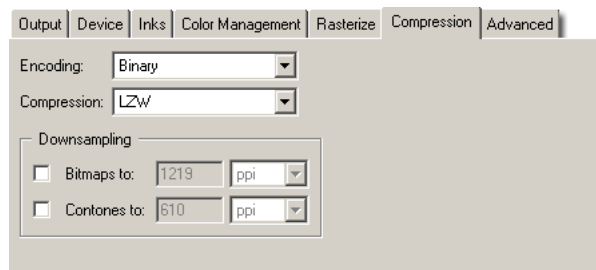 Output Device Inks Color Management Rasterize Compression Advanced
Encoding: Binary
Compression: LZW
Downsampling
Bitmaps to: 1219 ppi
Contones to: 610 ppi